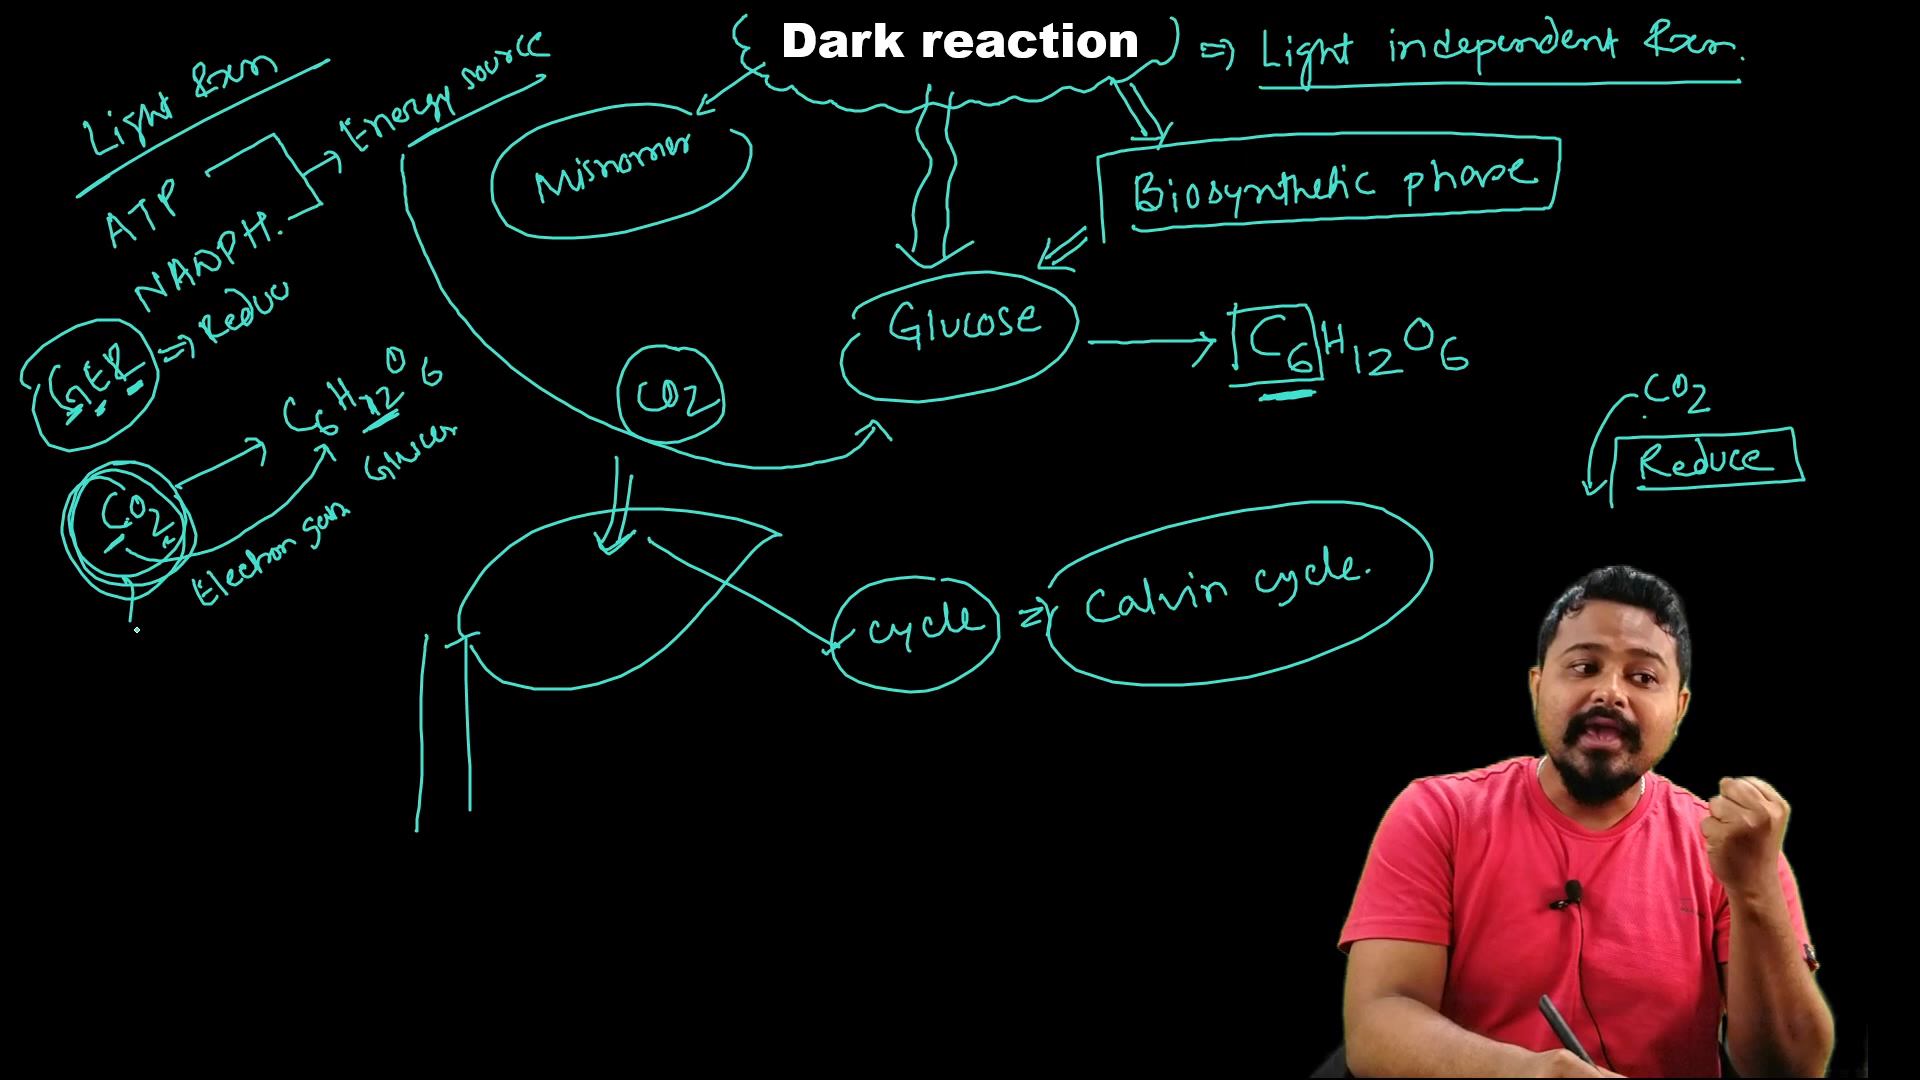 Dark reaction
⇒ Light independent Rxn.
Light Rxn
Energy source
ATP
NADPH.
Misnomer
Biosynthetic phase
Glucose
C6H12O6
GER ⇒ Reduc
C6H12O6
Glucose
CO2
CO2
Reduce
CO2
Electron gain
cycle ⇒ Calvin cycle.